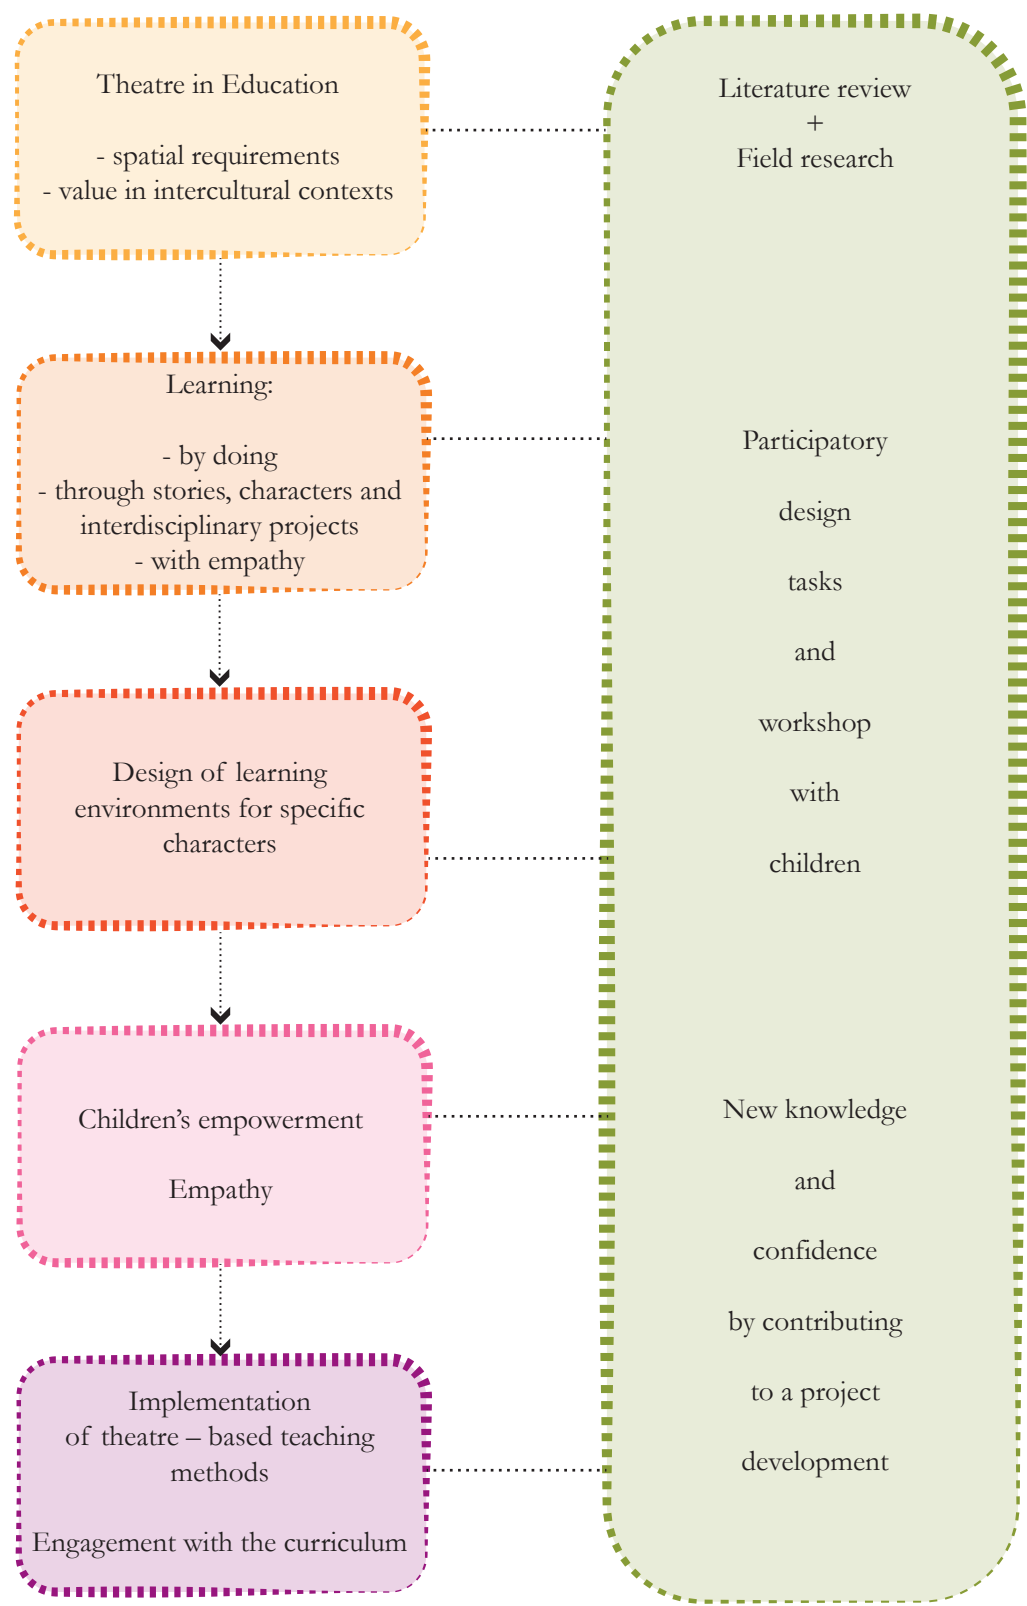 Theatre in Education
- spatial requirements
- value in intercultural contexts
Learning:
- by doing
- through stories, characters and
interdisciplinary projects
- with empathy
Design of learning
environments for specific
characters
Children’s empowerment
Empathy
Implementation
of theatre – based teaching
methods
Engagement with the curriculum
Literature review
+
Field research
Participatory
design
tasks
and
workshop
with
children
New knowledge
and
confidence
by contributing
to a project
development